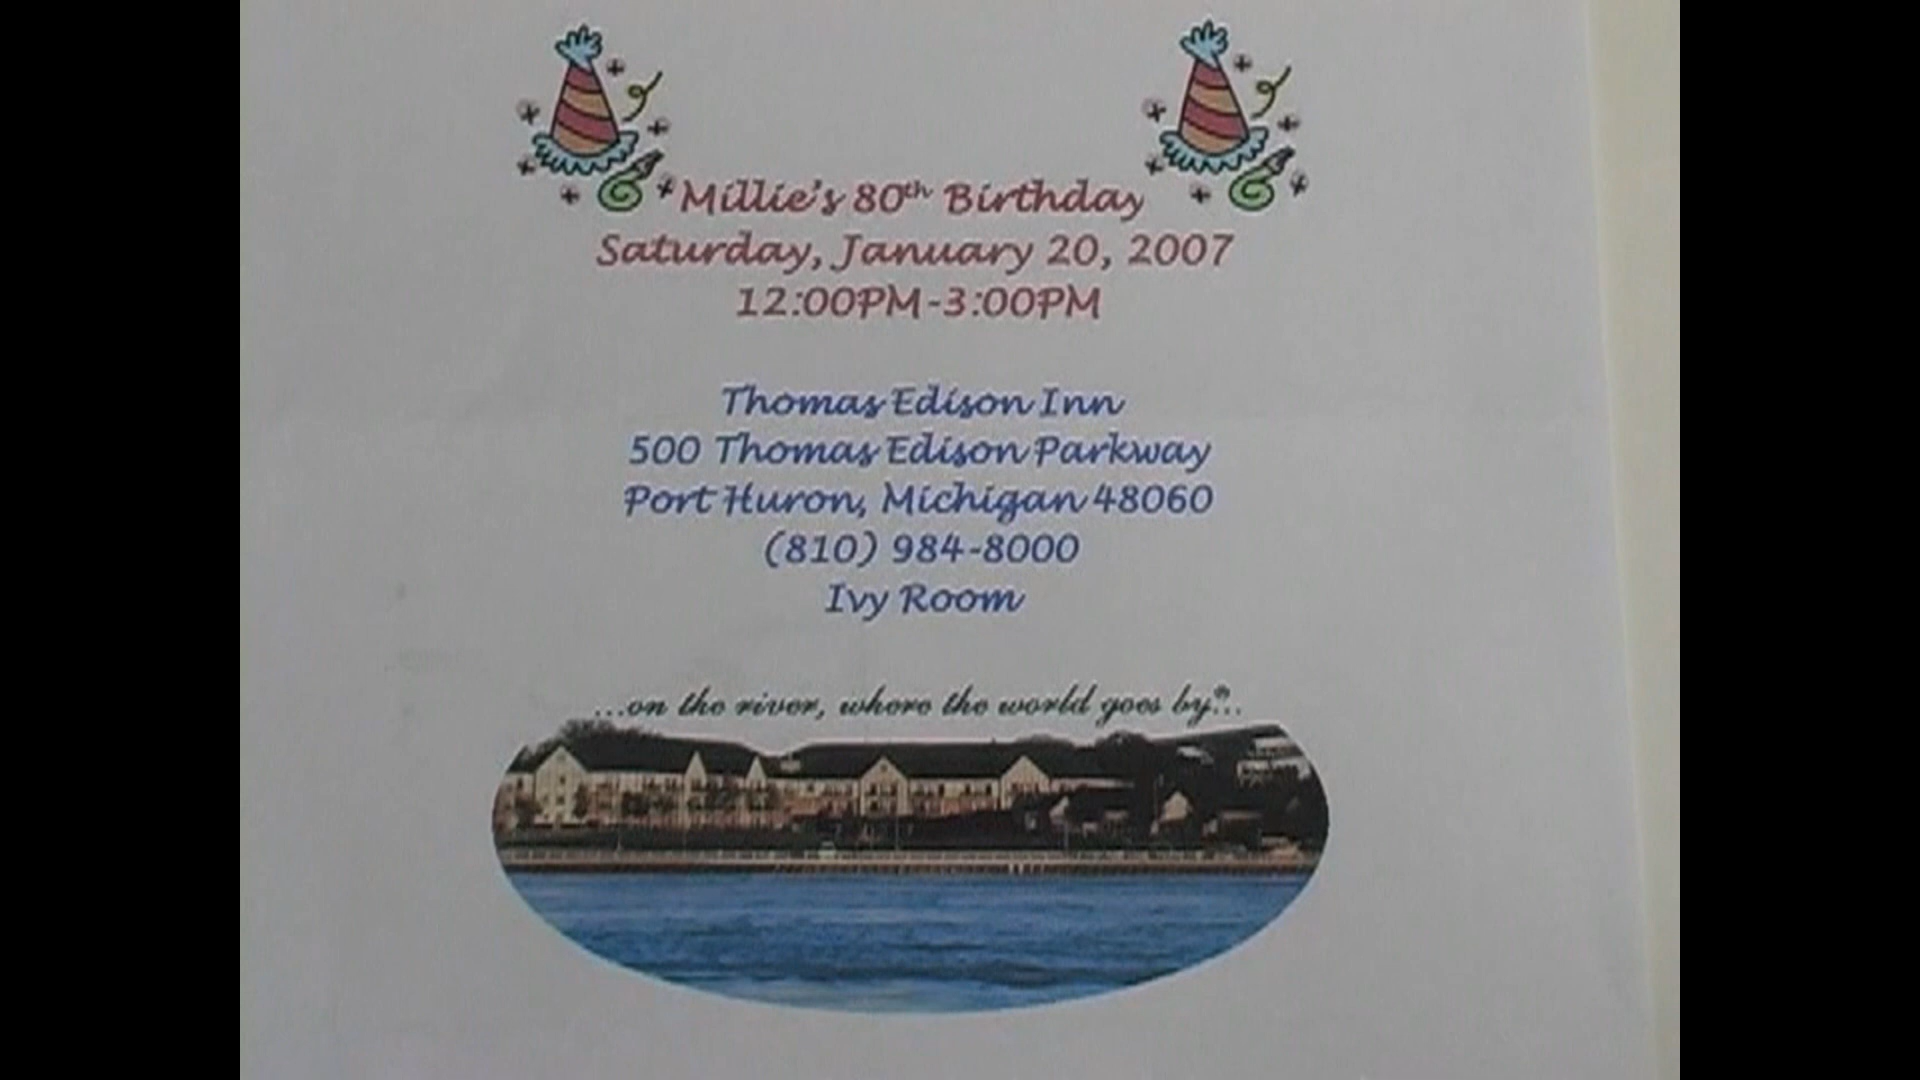 Millie's 80th Birthday
Saturday, January 20, 2007
12:00PM-3:00PM
Thomas Edison Inn
500 Thomas Edison Parkway
Port Huron, Michigan 48060
(810) 984-8000
Ivy Room
...on the river, where the world goes by®...